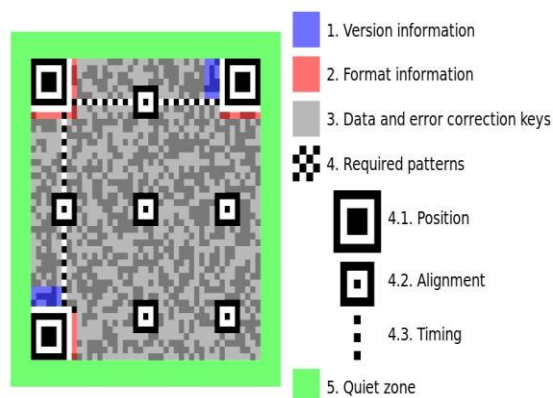 1. Version information
2. Format information
3. Data and error correction keys
4. Required patterns
4.1. Position
4.2. Alignment
4.3. Timing
5. Quiet zone